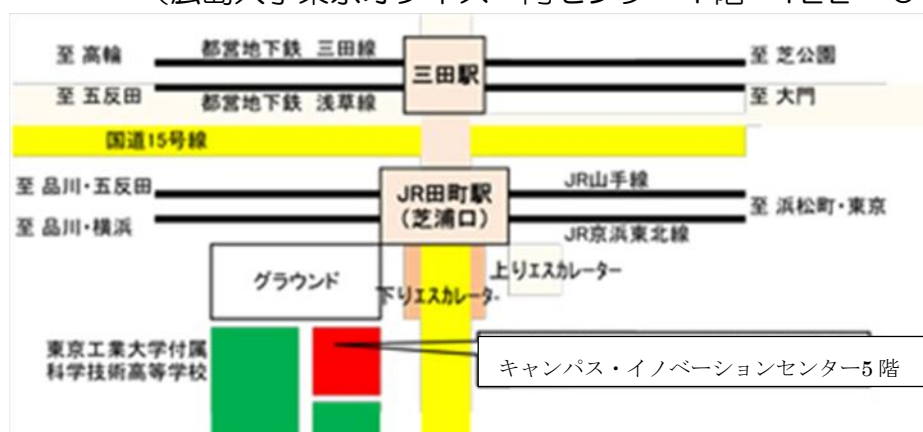 至 高輪
都営地下鉄 三田線
三田駅
至 芝公園
至 五反田
都営地下鉄 浅草線
至 大門
国道15号線
至 品川・五反田
JR田町駅
(芝浦口)
JR山手線
至 浜松町・東京
至 品川・横浜
JR京浜東北線
グラウンド
上りエスカレーター
下りエスカレーター
東京工業大学付属
科学技術高等学校
キャンパス・イノベーションセンター5 階